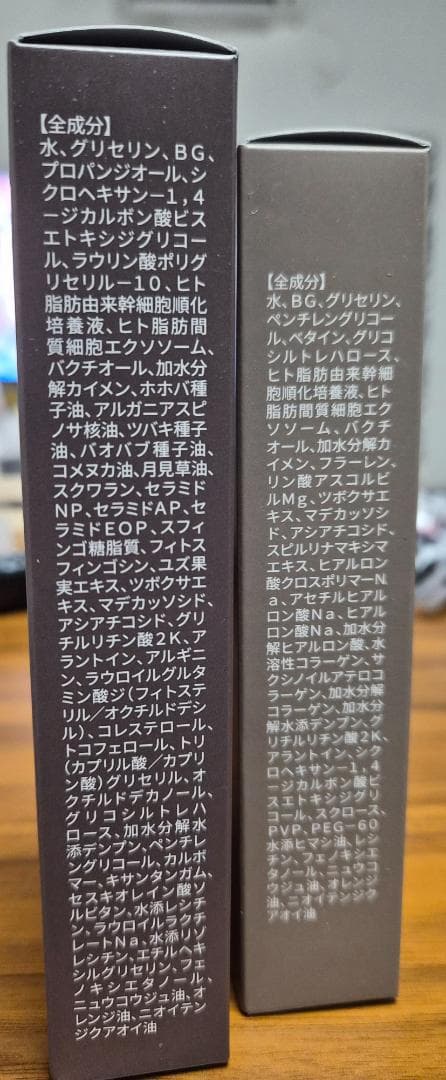 【全成分】
水、グリセリン、BG、
プロパンジオール、シ
クロヘキサン-1,4
-ジカルボン酸ビス
エトキシジグリコー
ル、ラウリン酸ポリグ
リセリル-10、ヒト
脂肪由来幹細胞順化
培養液、ヒト脂肪間
質細胞エクソソーム、
バクチオール、加水分
解カイメン、ホホバ種
子油、アルガニアスピ
ノサ核油、ツバキ種子
油、バオバブ種子油、
コメヌカ油、月見草油、
スクワラン、セラミド
NP、セラミドAP、セ
ラミドEOP、スフィ
ンゴ糖脂質、フィトス
フィンゴシン、ユズ果
実エキス、ツボクサエ
キス、マデカッソシド、
アシアチコシド、グリ
チルリチン酸2K、ア
ラントイン、アルギニ
ン、ラウロイルグルタ
ミン酸ジ(フィトステ
リル/オクチルドデシ
ル)、コレステロール、
トコフェロール、トリ
(カプリル酸/カプリ
ン酸)グリセリル、オ
クチルドデカノール、
グリコシルトレハ
ロース、加水分解水
添デンプン、ペンチレ
ングリコール、カルボ
マー、キサンタンガム、
セスキオレイン酸ソ
ルビタン、水添レシチ
ン、ラウロイルラクチ
レートNa、水添リゾ
レシチン、エチルヘキ
シルグリセリン、フェ
ノキシエタノール、
ニュウコウジュ油、オ
レンジ油、ニオイテン
ジクアオイ油
【全成分】
水、BG、グリセリン、
ペンチレングリコー
ル、ベタイン、グリコ
シルトレハロース、
ヒト脂肪由来幹細
胞順化培養液、ヒト
脂肪間質細胞エク
ソソーム、バクチ
オール、加水分解カ
イメン、フラーレン、
リン酸アスコルビ
ルMg、ツボクサエ
キス、マデカッソシ
ド、アシアチコシド、
スピルリナマキシマ
エキス、ヒアルロン
酸クロスポリマーN
a、アセチルヒアル
ロン酸Na、ヒアル
ロン酸Na、加水分
解ヒアルロン酸、水
溶性コラーゲン、サ
クシノイルアテロコ
ラーゲン、加水分解
コラーゲン、加水分
解水添デンプン、グ
リチルリチン酸2K、
アラントイン、シク
ロヘキサン-1,4
-ジカルボン酸ビ
スエトキシジグリ
コール、スクロース、
PVP、PEG-60
水添ヒマシ油、レシ
チン、フェノキシエ
タノール、ニュウコ
ウジュ油、オレンジ
油、ニオイテンジク
アオイ油